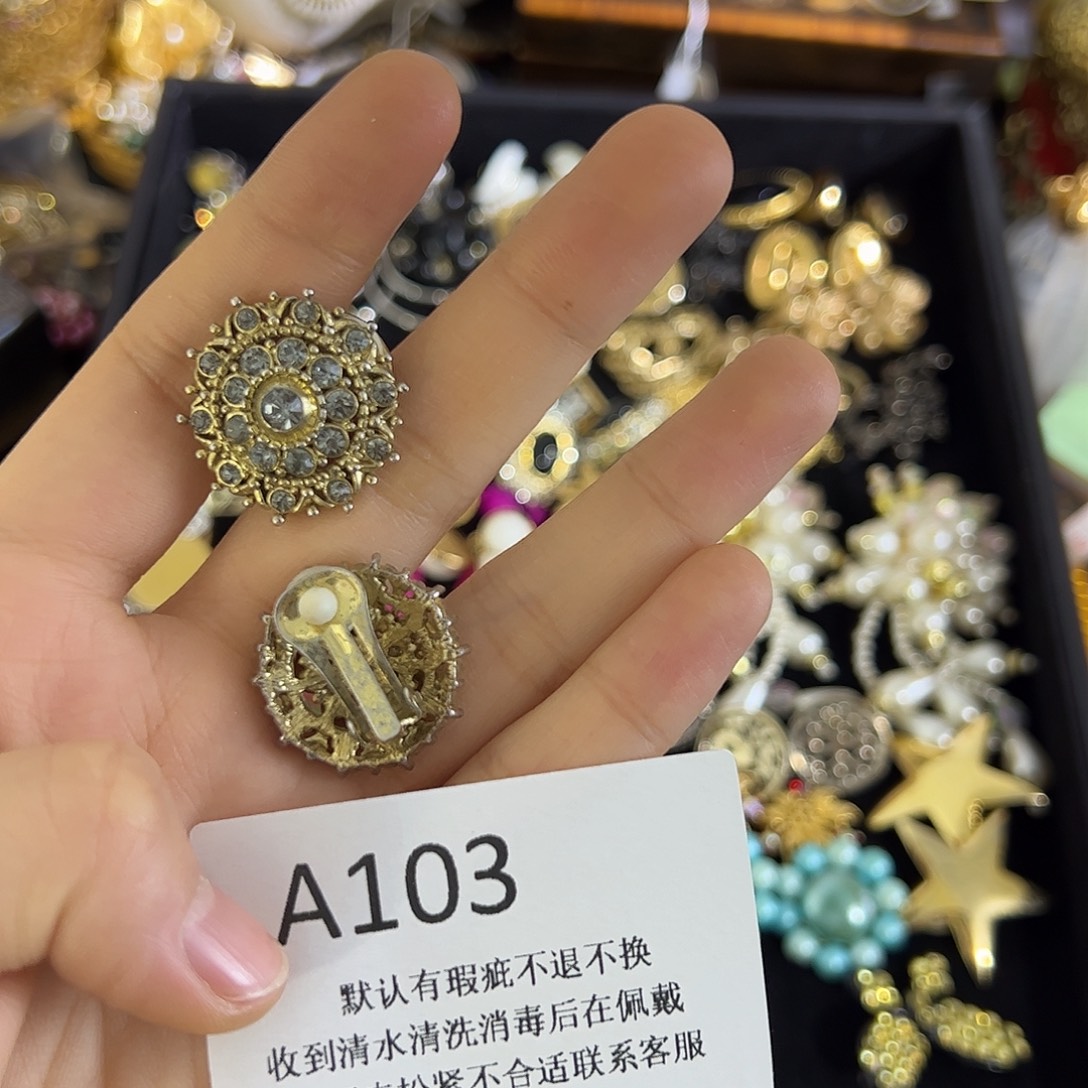 A103
默认有瑕疵不退不换
收到清水清洗消毒后在佩戴
松紧不合适联系客服